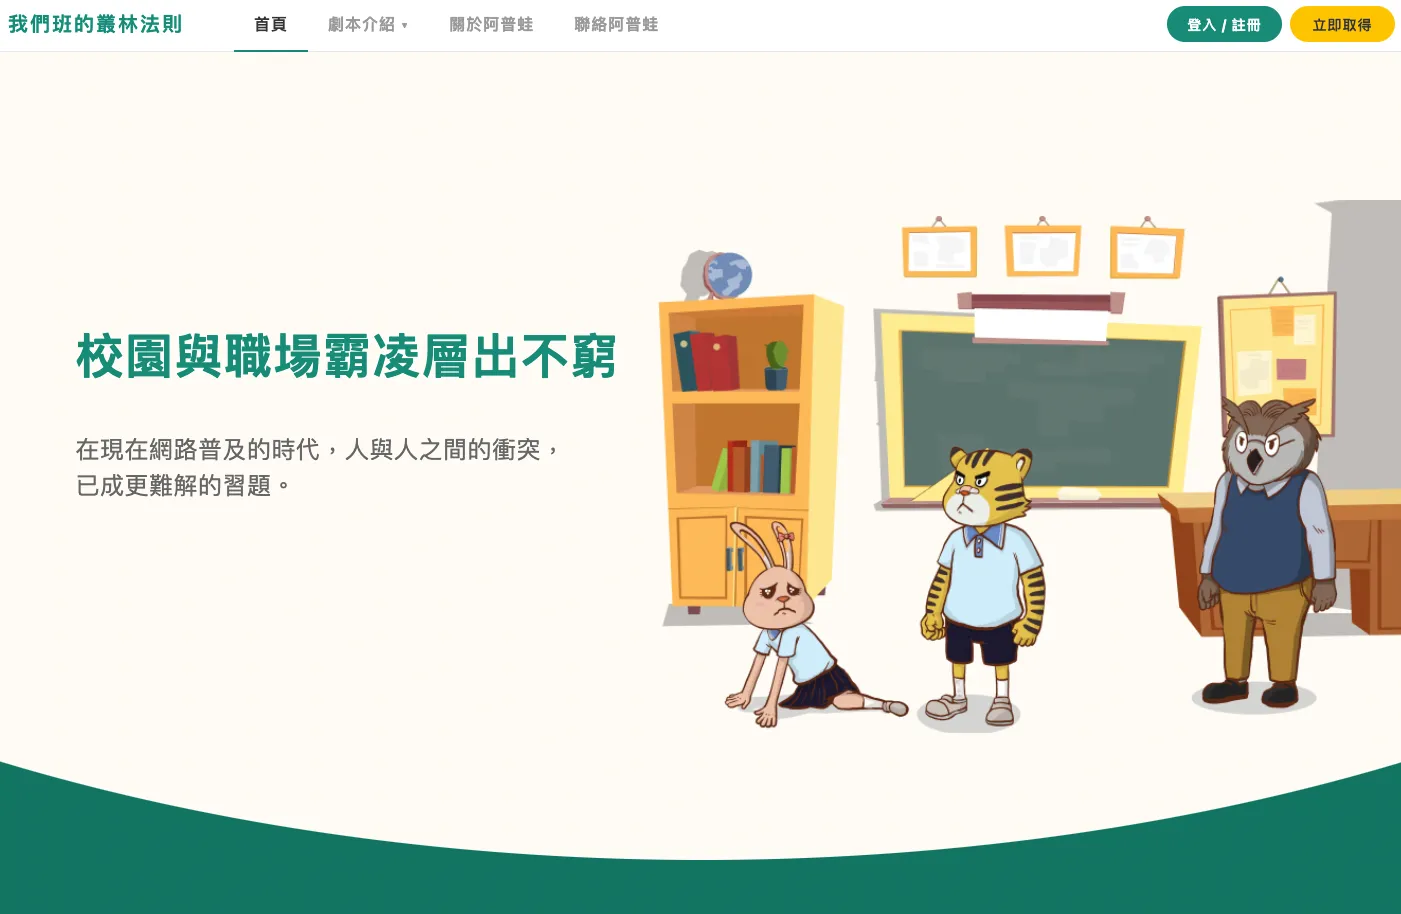 我們班的叢林法則
首頁
劇本介紹 ▾
關於阿普蛙
聯絡阿普蛙
登入 / 註冊
立即取得
校園與職場霸凌層出不窮
在現在網路普及的時代，人與人之間的衝突，
已成更難解的習題。